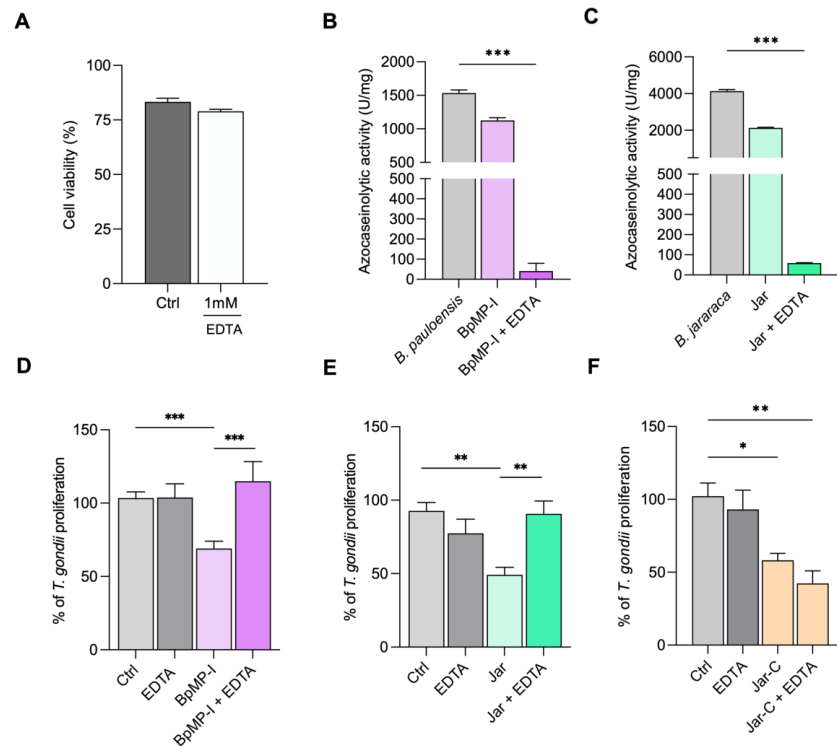 A
Cell viability (%)
100
75
50
25
0
Ctrl
1mM
EDTA
B
***
Azocaseinolytic activity (U/mg)
2000
1500
1000
500
500
400
300
200
100
0
B. pauloensis
BpMP-I
BpMP-I + EDTA
C
***
Azocaseinolytic activity (U/mg)
6000
4000
2000
500
400
300
200
100
0
B. jararaca
Jar
Jar + EDTA
D
***
***
% of T. gondii proliferation
150
100
50
0
Ctrl
EDTA
BpMP-I
BpMP-I + EDTA
E
**
**
% of T. gondii proliferation
150
100
50
0
Ctrl
EDTA
Jar
Jar + EDTA
F
**
*
% of T. gondii proliferation
150
100
50
0
Ctrl
EDTA
Jar-C
Jar-C + EDTA